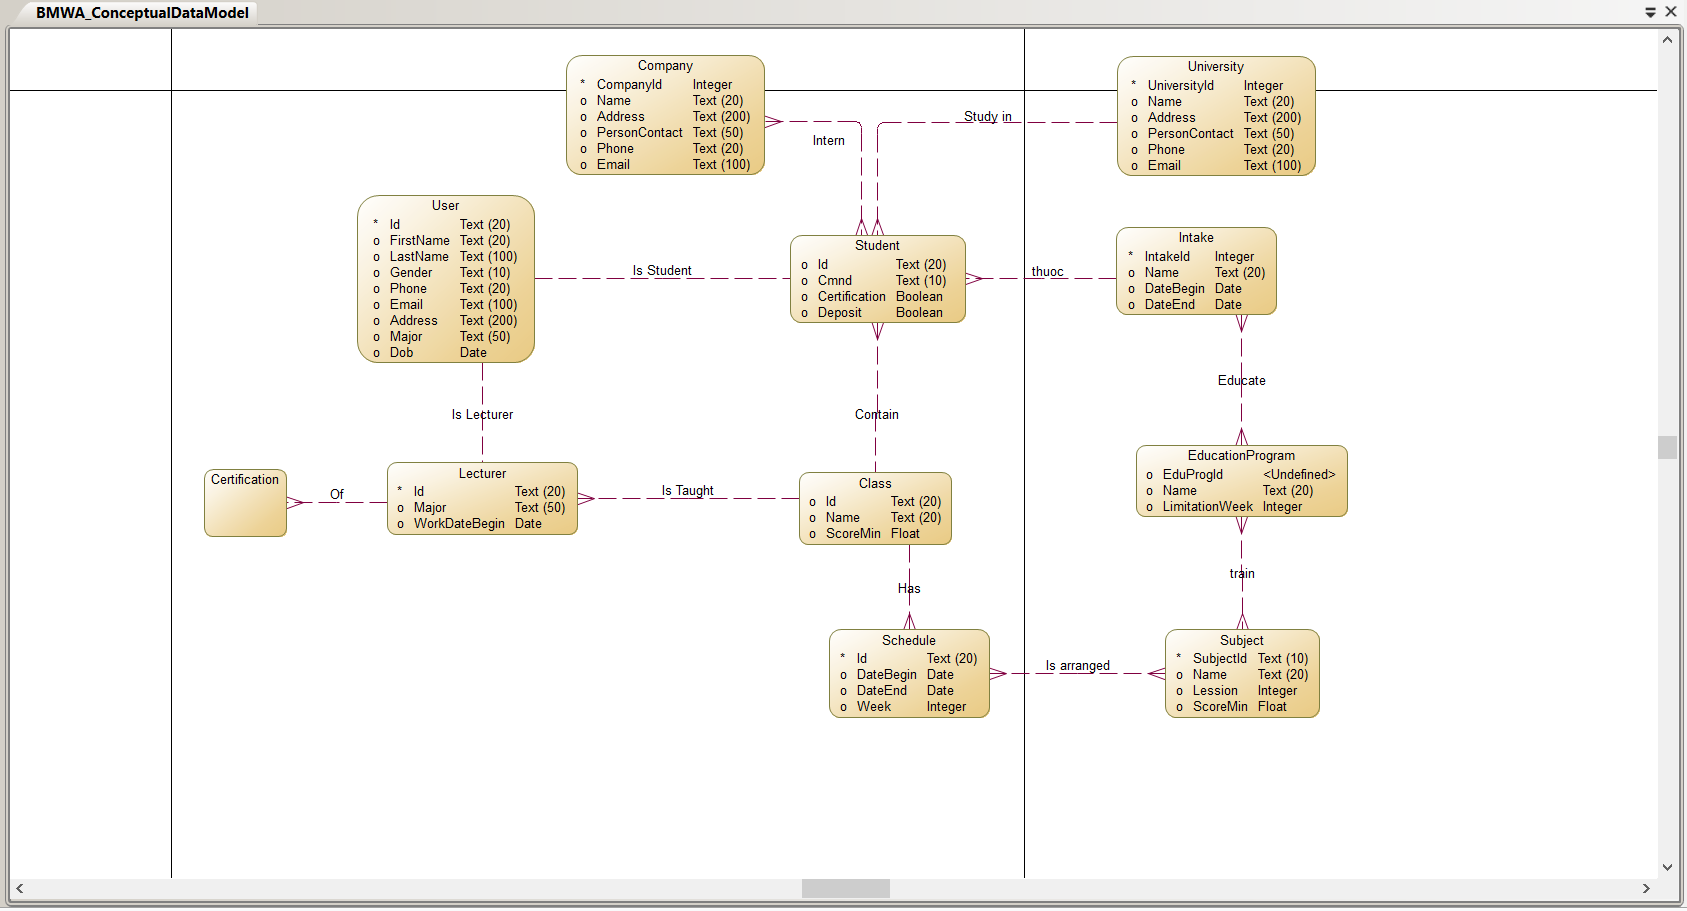 BMWA_ConceptualDataModel
Company
* CompanyId Integer
o Name Text (20)
o Address Text (200)
o PersonContact Text (50)
o Phone Text (20)
o Email Text (100)
University
* UniversityId Integer
o Name Text (20)
o Address Text (200)
o PersonContact Text (50)
o Phone Text (20)
o Email Text (100)
Intern
Study in
User
* Id Text (20)
o FirstName Text (20)
o LastName Text (100)
o Gender Text (10)
o Phone Text (20)
o Email Text (100)
o Address Text (200)
o Major Text (50)
o Dob Date
Is Student
Student
o Id Text (20)
o Cmnd Text (10)
o Certification Boolean
o Deposit Boolean
thuoc
Intake
* IntakeId Integer
o Name Text (20)
o DateBegin Date
o DateEnd Date
Educate
Is Lecturer
Contain
EducationProgram
o EduProgId <Undefined>
o Name Text (20)
o LimitationWeek Integer
Certification
Of
Lecturer
* Id Text (20)
o Major Text (50)
o WorkDateBegin Date
Is Taught
Class
o Id Text (20)
o Name Text (20)
o ScoreMin Float
train
Has
Schedule
* Id Text (20)
o DateBegin Date
o DateEnd Date
o Week Integer
Is arranged
Subject
* SubjectId Text (10)
o Name Text (20)
o Lession Integer
o ScoreMin Float